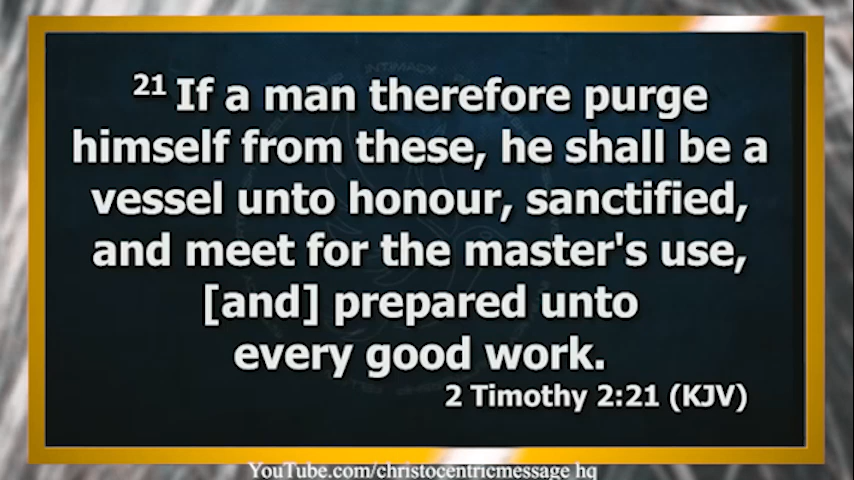 21 If a man therefore purge
himself from these, he shall be a
vessel unto honour, sanctified,
and meet for the master's use,
[and] prepared unto
every good work.
2 Timothy 2:21 (KJV)
YouTube.com/christocentricmessage hq